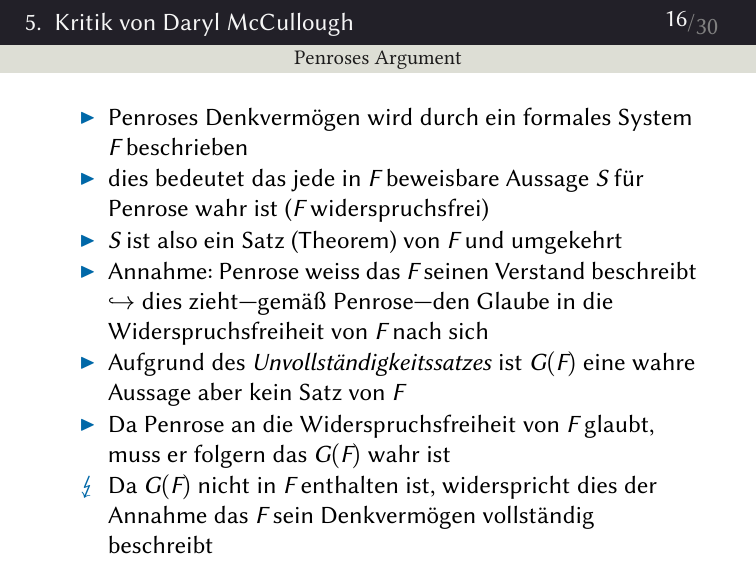 5. Kritik von Daryl McCullough 16/30
Penroses Argument
▶ Penroses Denkvermögen wird durch ein formales System
F beschrieben
▶ dies bedeutet das jede in F beweisbare Aussage S für
Penrose wahr ist (F widerspruchsfrei)
▶ S ist also ein Satz (Theorem) von F und umgekehrt
▶ Annahme: Penrose weiss das F seinen Verstand beschreibt
↪ dies zieht—gemäß Penrose—den Glaube in die
Widerspruchsfreiheit von F nach sich
▶ Aufgrund des Unvollständigkeitssatzes ist G(F) eine wahre
Aussage aber kein Satz von F
▶ Da Penrose an die Widerspruchsfreiheit von F glaubt,
muss er folgern das G(F) wahr ist
↯ Da G(F) nicht in F enthalten ist, widerspricht dies der
Annahme das F sein Denkvermögen vollständig
beschreibt